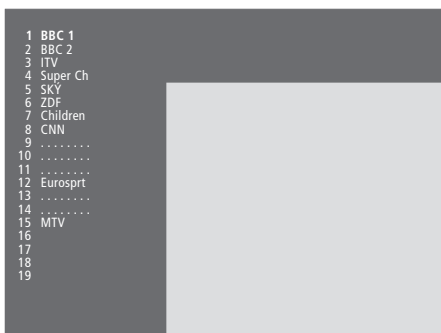 1 BBC 1
2 BBC 2
3 ITV
4 Super Ch
5 SKÝ
6 ZDF
7 Children
8 CNN
9 . . . . . . . .
10 . . . . . . . .
11 . . . . . . . .
12 Eurosprt
13 . . . . . . . .
14 . . . . . . . .
15 MTV
16
17
18
19